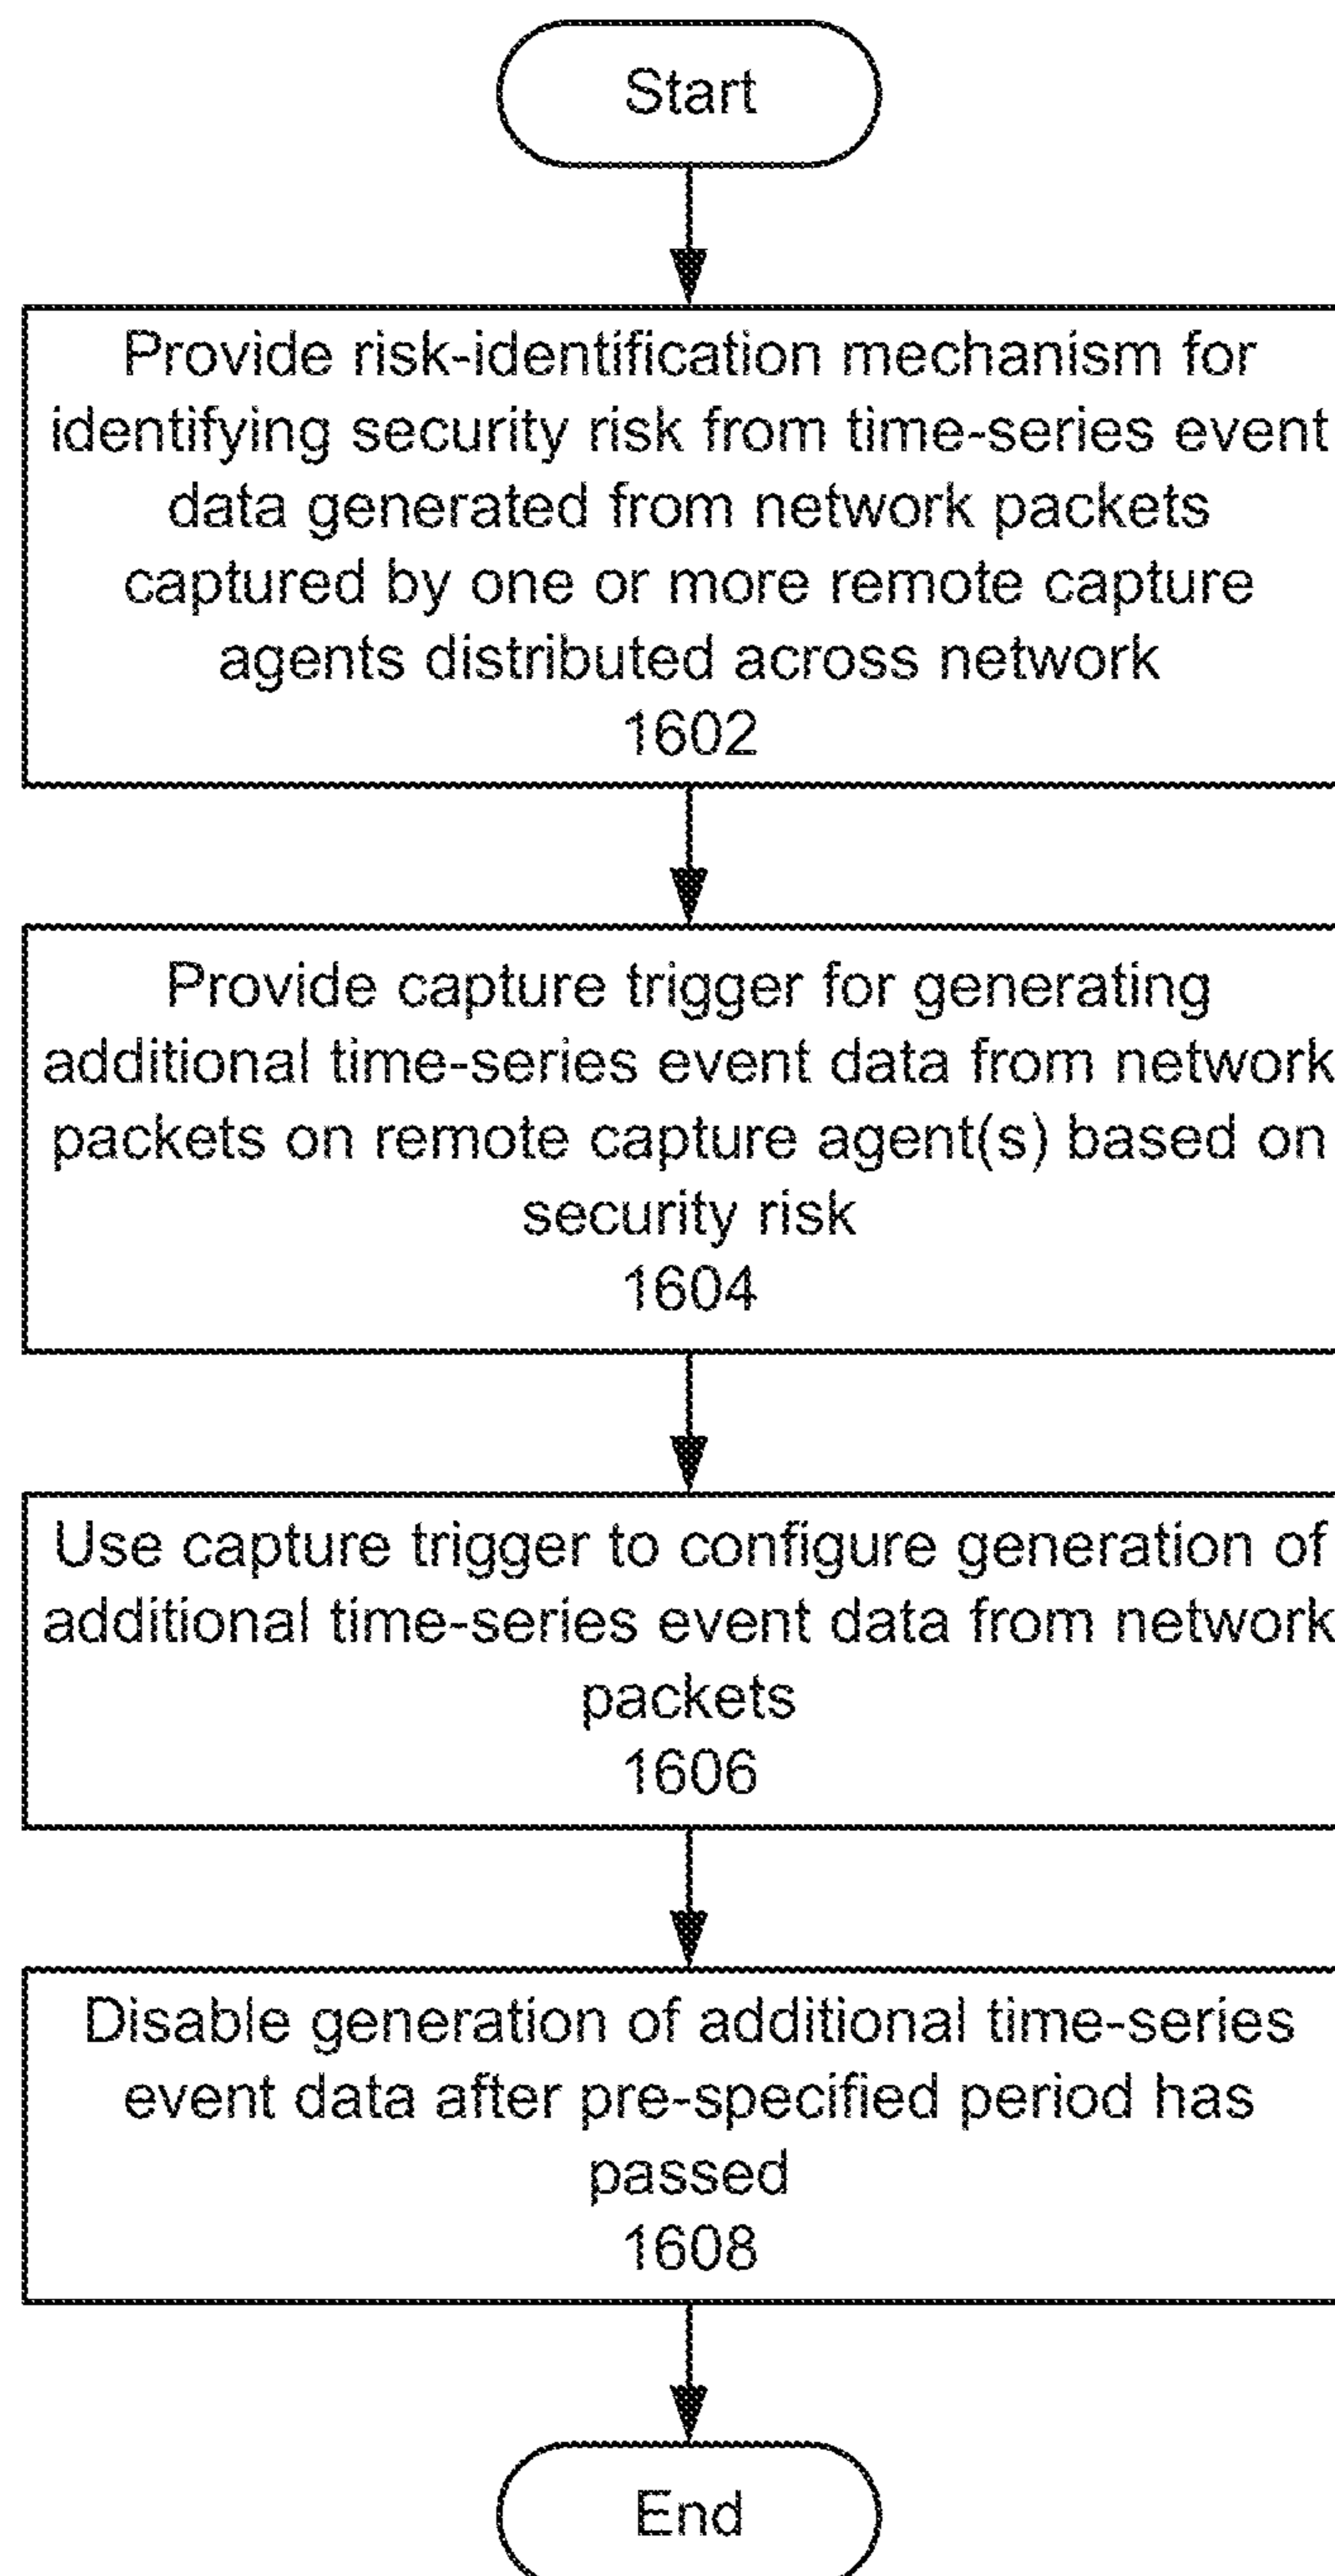 Start
Provide risk-identification mechanism for
identifying security risk from time-series event
data generated from network packets
captured by one or more remote capture
agents distributed across network
1602
Provide capture trigger for generating
additional time-series event data from network
packets on remote capture agent(s) based on
security risk
1604
Use capture trigger to configure generation of
additional time-series event data from network
packets
1606
Disable generation of additional time-series
event data after pre-specified period has
passed
1608
End